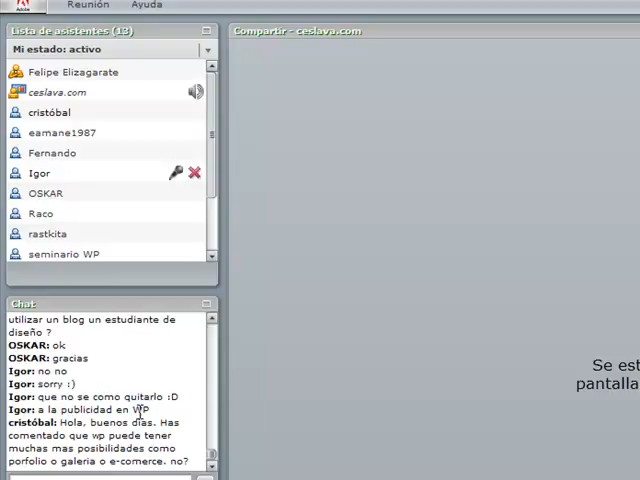 Adobe
Reunión Ayuda
Lista de asistentes (13)
Mi estado: activo
Felipe Elizagarate
ceslava.com
cristóbal
eamane1987
Fernando
Igor
OSKAR
Raco
rastkita
seminario WP
Chat
utilizar un blog un estudiante de
diseño ?
OSKAR: ok
OSKAR: gracias
Igor: no no
Igor: sorry :)
Igor: que no se como quitarlo :D
Igor: a la publicidad en WP
cristóbal: Hola, buenos días. Has
comentado que wp puede tener
muchas mas posibilidades como
porfolio o galeria o e-comerce. no?
Compartir - ceslava.com
Se est
pantalla